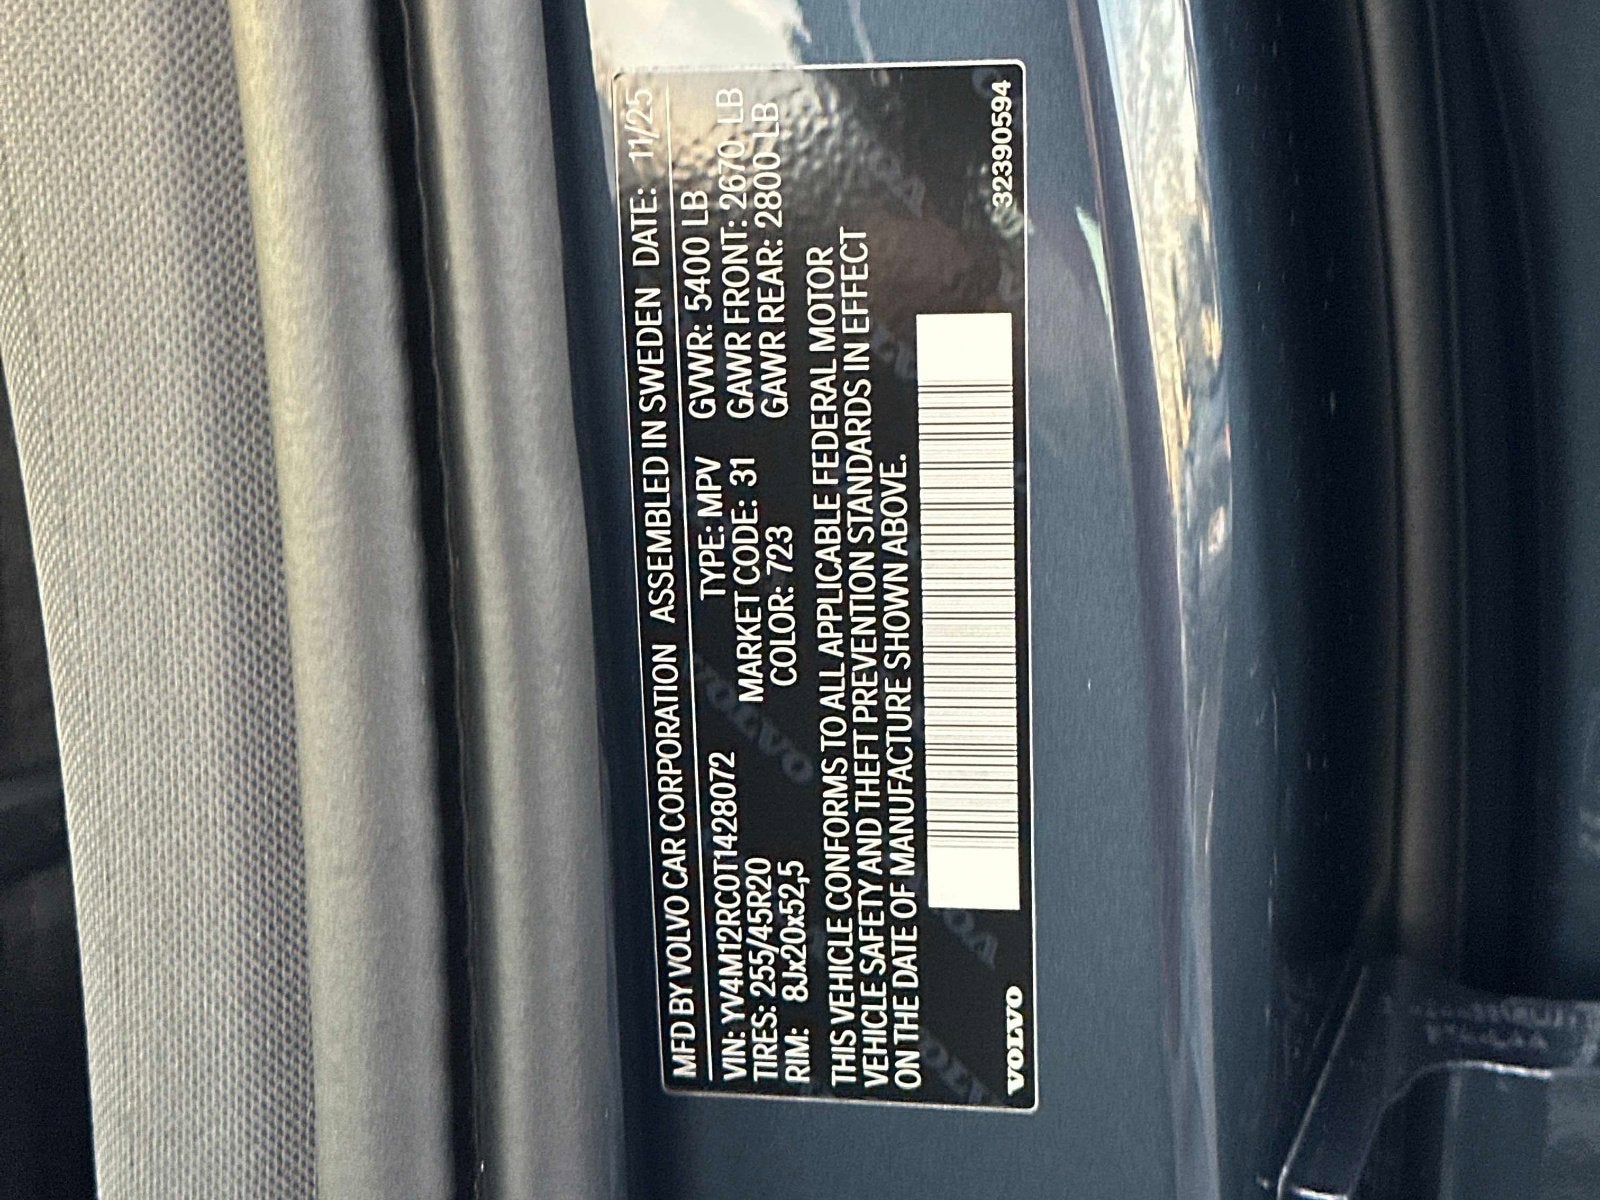 MFD BY VOLVO CAR CORPORATION ASSEMBLED IN SWEDEN DATE: 11/25
VIN: YV4M12RC0T1428072 TYPE: MPV GVWR: 5400 LB
TIRES: 255/45R20 MARKET CODE: 31 GAWR FRONT: 2670 LB
RIM: 8Jx20x52,5 COLOR: 723 GAWR REAR: 2800 LB
THIS VEHICLE CONFORMS TO ALL APPLICABLE FEDERAL MOTOR
VEHICLE SAFETY AND THEFT PREVENTION STANDARDS IN EFFECT
ON THE DATE OF MANUFACTURE SHOWN ABOVE.
VOLVO 32390594